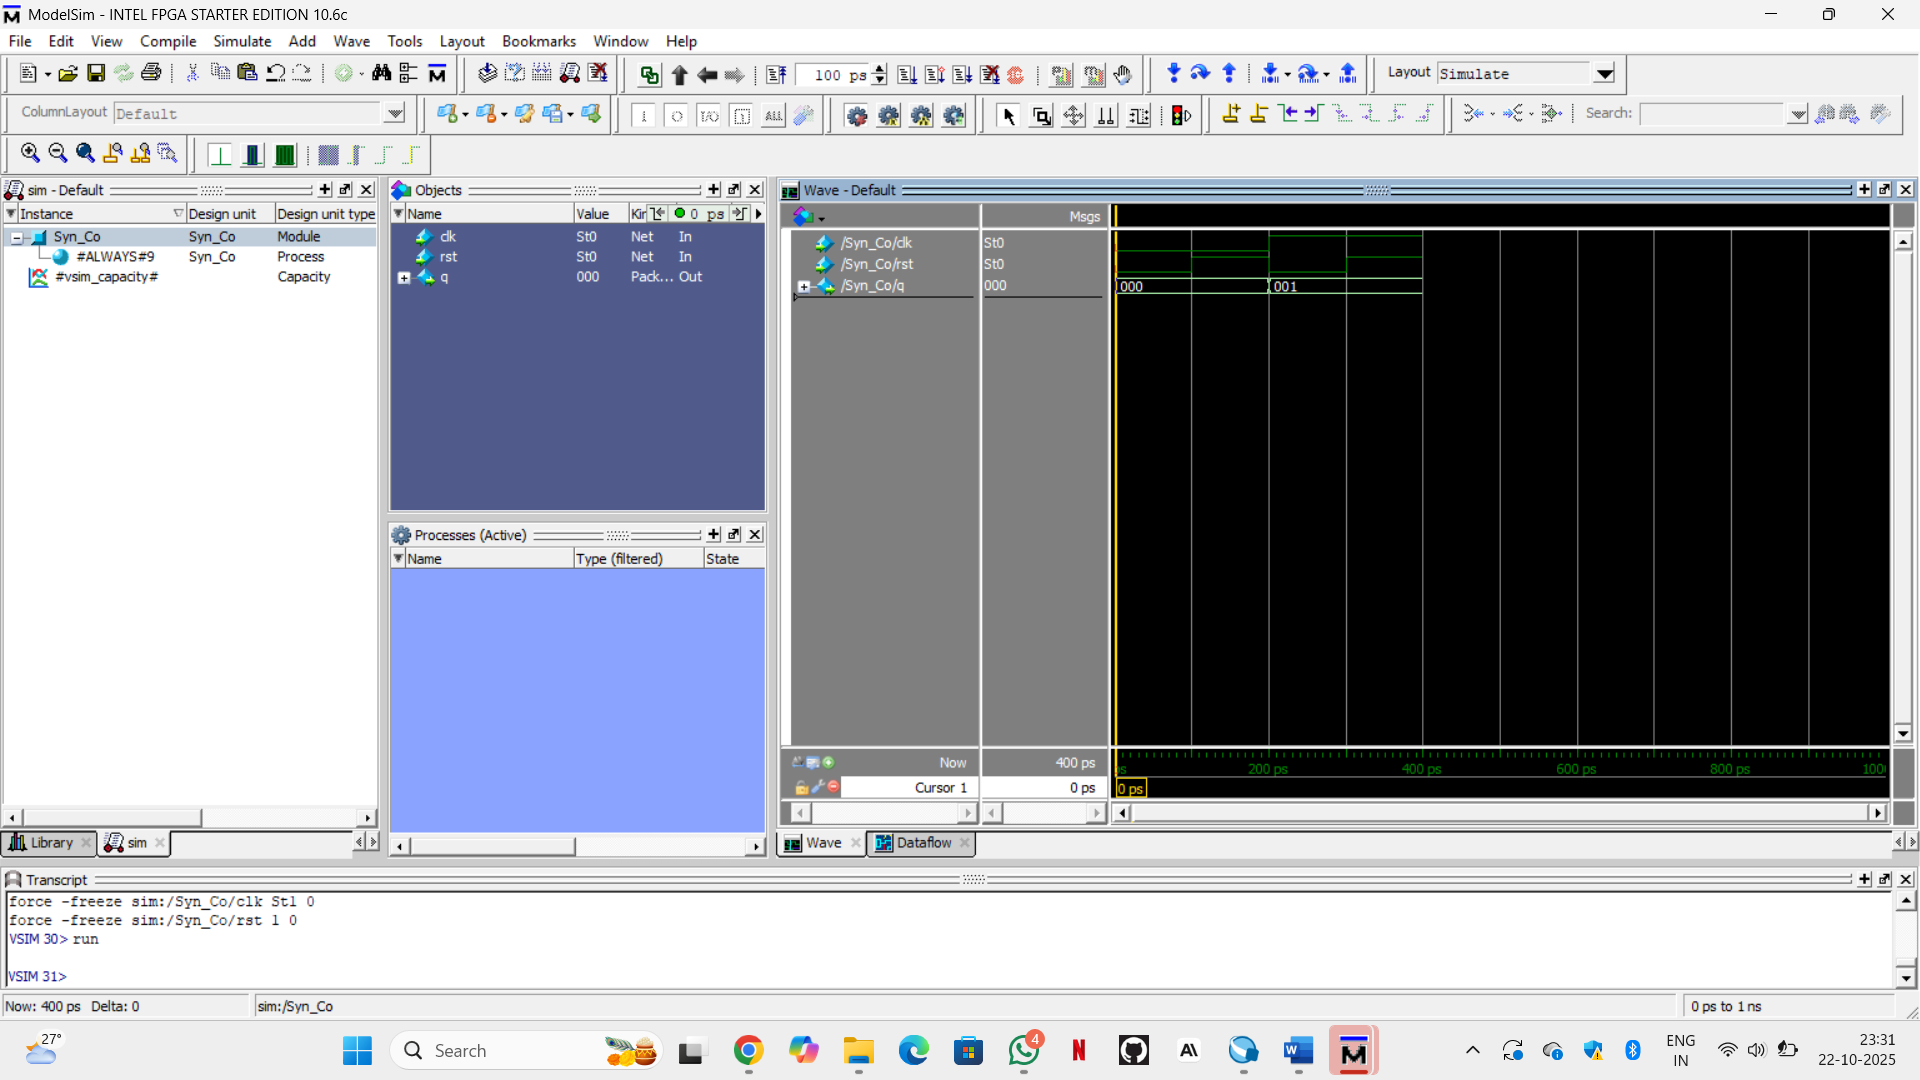 ModelSim - INTEL FPGA STARTER EDITION 10.6c
File Edit View Compile Simulate Add Wave Tools Layout Bookmarks Window Help
100 ps
Layout Simulate
ColumnLayout Default
ALL
Search:
sim - Default
Instance Design unit Design unit type
Syn_Co Syn_Co Module
#ALWAYS#9 Syn_Co Process
#vsim_capacity# Capacity
Library sim
Objects
Name Value Kir 0 ps
clk St0 Net In
rst St0 Net In
q 000 Pack... Out
Processes (Active)
Name Type (filtered) State
Wave - Default
Msgs
/Syn_Co/clk St0
/Syn_Co/rst St0
/Syn_Co/q 000 000 001
Now 400 ps ps 200 ps 400 ps 600 ps 800 ps 100
Cursor 1 0 ps 0 ps
Wave Dataflow
Transcript
force -freeze sim:/Syn_Co/clk St1 0
force -freeze sim:/Syn_Co/rst 1 0
VSIM 30> run
VSIM 31>
Now: 400 ps Delta: 0 sim:/Syn_Co 0 ps to 1 ns
27°
Search
4
N
ENG
IN
23:31
22-10-2025